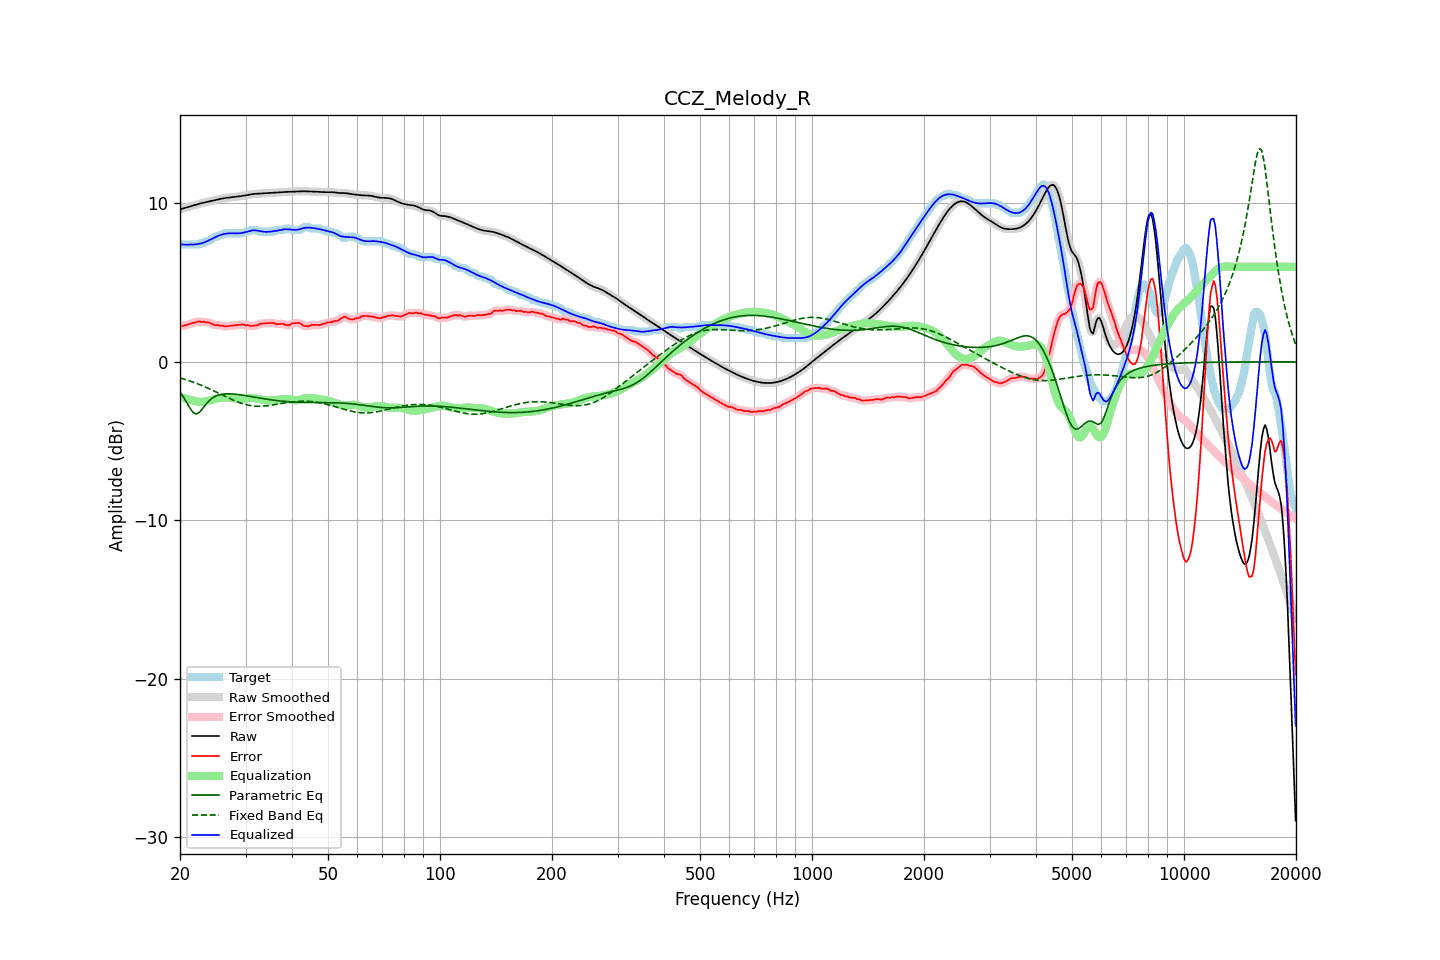 CCZ_Melody_R
Amplitude (dBr)
10
0
−10
−20
−30
Target
Raw Smoothed
Error Smoothed
Raw
Error
Equalization
Parametric Eq
Fixed Band Eq
Equalized
20 50 100 200 500 1000 2000 5000 10000 20000
Frequency (Hz)